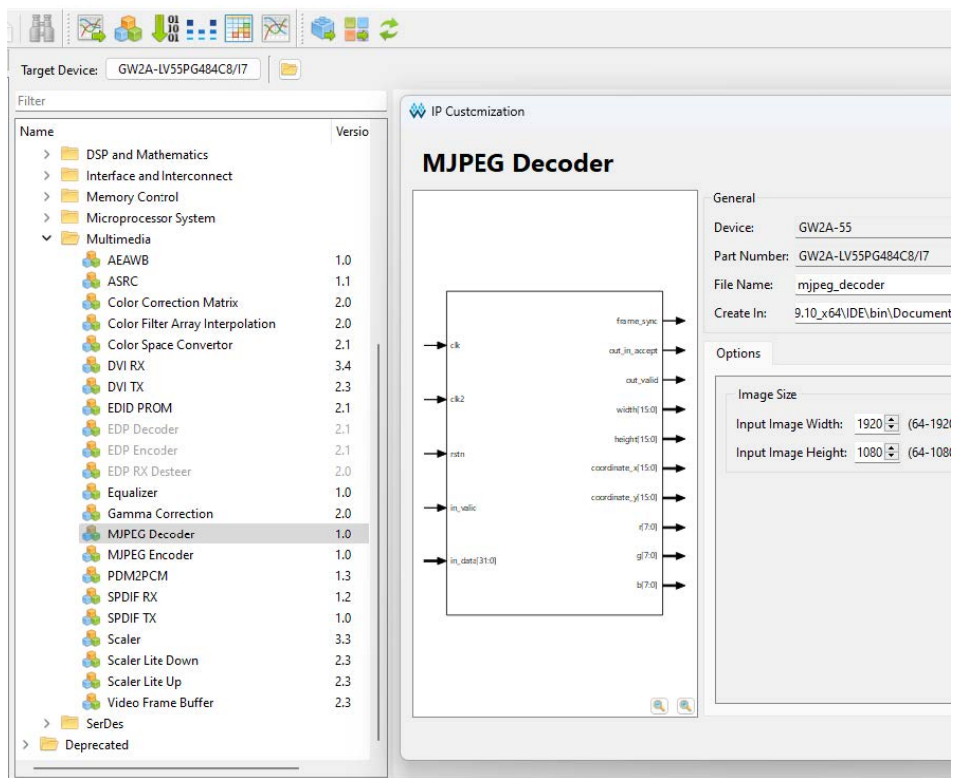 01
10
01
Target Device: GW2A-LV55PG484C8/I7
Filter
Name Versio
DSP and Mathematics
Interface and Interconnect
Memory Control
Microprocessor System
Multimedia
AEAWB 1.0
ASRC 1.1
Color Correction Matrix 2.0
Color Filter Array Interpolation 2.0
Color Space Convertor 2.1
DVI RX 3.4
DVI TX 2.3
EDID PROM 2.1
EDP Decoder 2.1
EDP Encoder 2.1
EDP RX Desteer 2.0
Equalizer 1.0
Gamma Correction 2.0
MJPEG Decoder 1.0
MJPEG Encoder 1.0
PDM2PCM 1.3
SPDIF RX 1.2
SPDIF TX 1.0
Scaler 3.3
Scaler Lite Down 2.3
Scaler Lite Up 2.3
Video Frame Buffer 2.3
SerDes
Deprecated
IP Customization
MJPEG Decoder
clk
clk2
rstn
in_valid
in_data[31:0]
frame_sync
out_in_accept
out_valid
width[15:0]
height[15:0]
coordinate_x[15:0]
coordinate_y[15:0]
r[7:0]
g[7:0]
b[7:0]
General
Device: GW2A-55
Part Number: GW2A-LV55PG484C8/I7
File Name: mjpeg_decoder
Create In: 9.10_x64\IDE\bin\Document
Options
Image Size
Input Image Width: 1920 (64-192
Input Image Height: 1080 (64-108